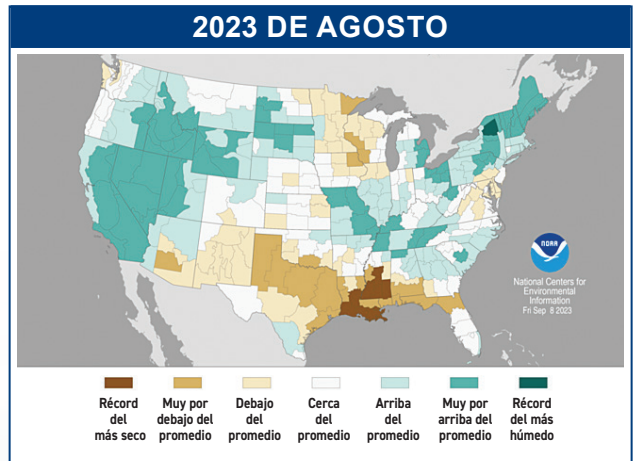 2023 DE AGOSTO
NOAA
National Centers for
Environmental
Information
Fri Sep 8 2023
Récord
del
más seco
Muy por
debajo del
promedio
Debajo
del
promedio
Cerca
del
promedio
Arriba
del
promedio
Muy por
arriba del
promedio
Récord
del más
húmedo